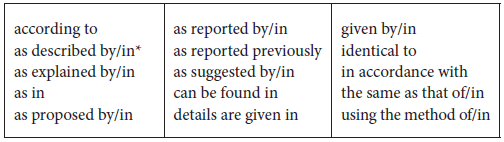 according to
as described by/in*
as explained by/in
as in
as proposed by/in
as reported by/in
as reported previously
as suggested by/in
can be found in
details are given in
given by/in
identical to
in accordance with
the same as that of/in
using the method of/in